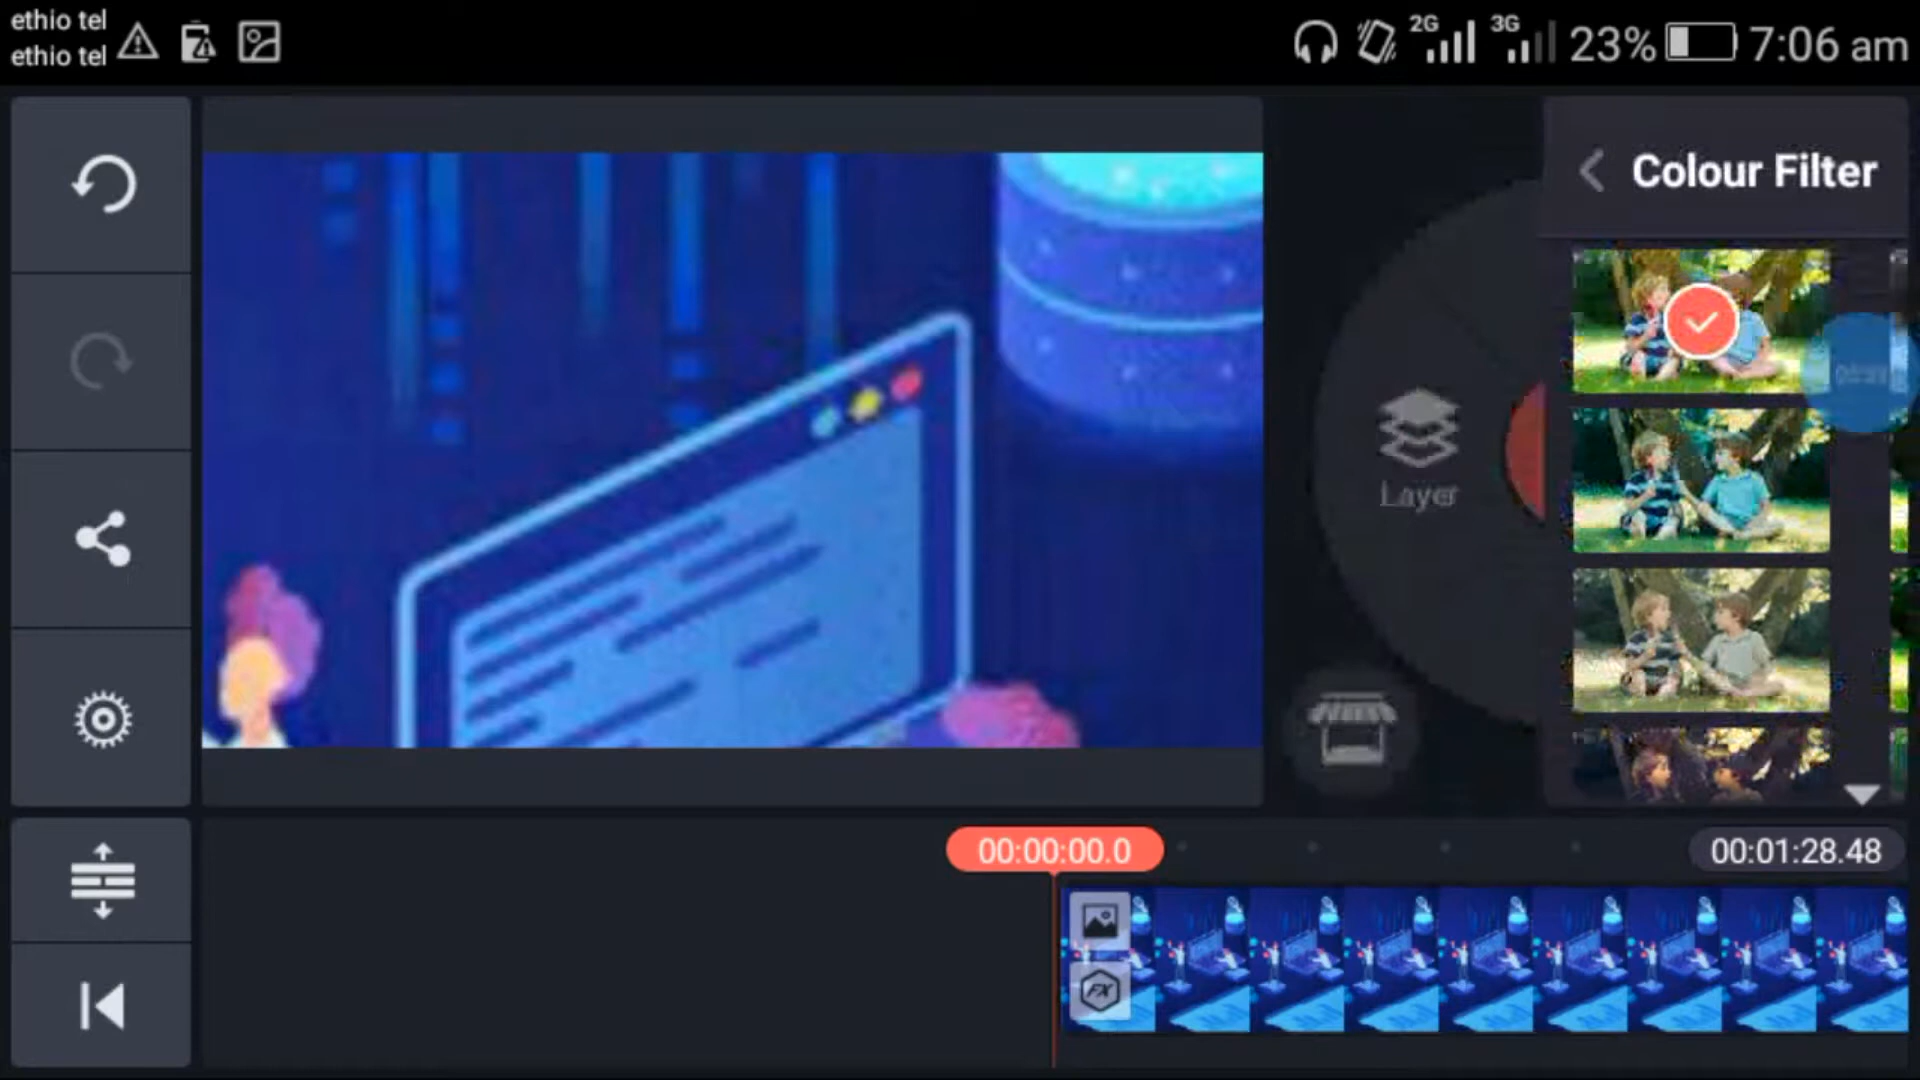 ethio tel
ethio tel
2G
3G
23%
7:06 am
Colour Filter
Layer
00:00:00.0
00:01:28.48
FX